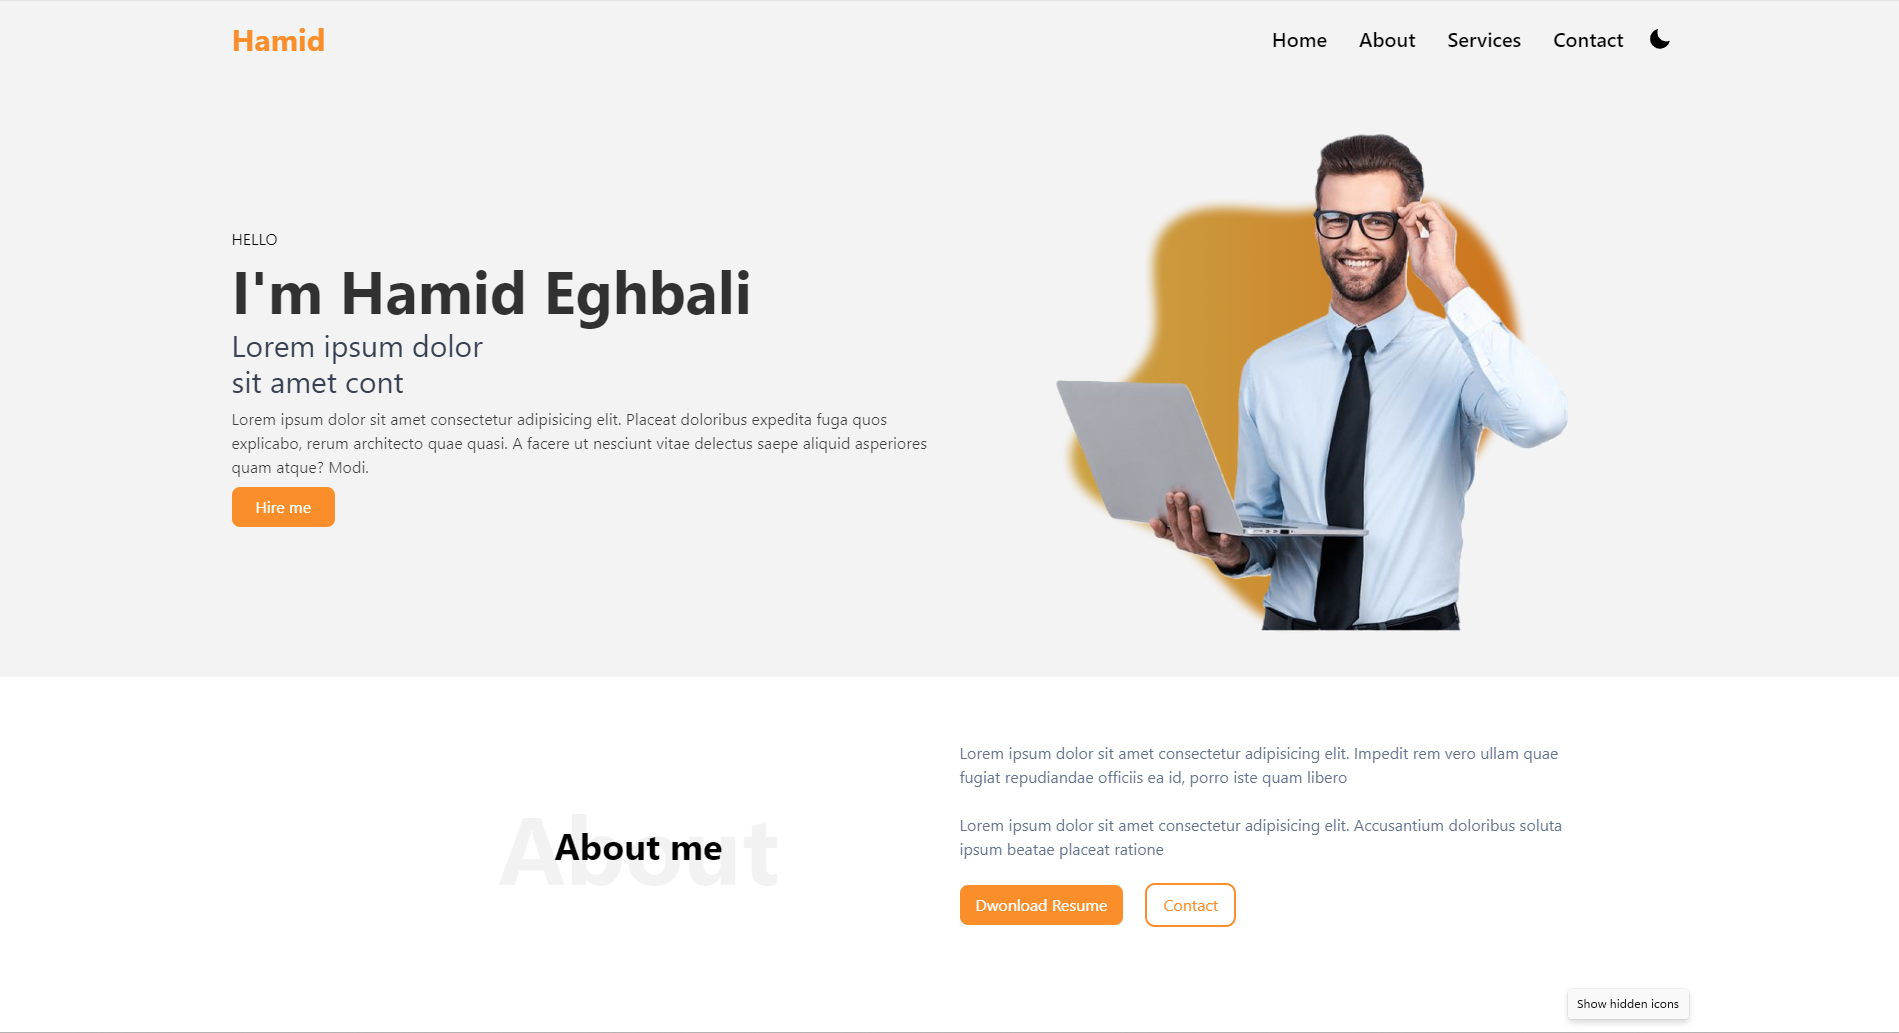 Hamid
Home About Services Contact
HELLO
I'm Hamid Eghbali
Lorem ipsum dolor
sit amet cont
Lorem ipsum dolor sit amet consectetur adipisicing elit. Placeat doloribus expedita fuga quos
explicabo, rerum architecto quae quasi. A facere ut nesciunt vitae delectus saepe aliquid asperiores
quam atque? Modi.
Hire me
About
About me
Lorem ipsum dolor sit amet consectetur adipisicing elit. Impedit rem vero ullam quae
fugiat repudiandae officiis ea id, porro iste quam libero
Lorem ipsum dolor sit amet consectetur adipisicing elit. Accusantium doloribus soluta
ipsum beatae placeat ratione
Dwonload Resume Contact
Show hidden icons